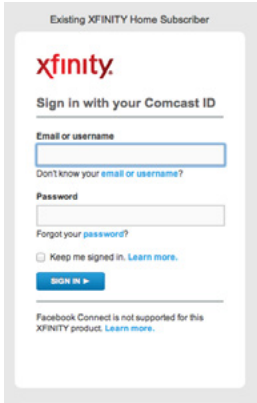 Existing XFINITY Home Subscriber
xfinity.
Sign in with your Comcast ID
Email or username
Don't know your email or username?
Password
Forgot your password?
Keep me signed in. Learn more.
SIGN IN ►
Facebook Connect is not supported for this
XFINITY product. Learn more.